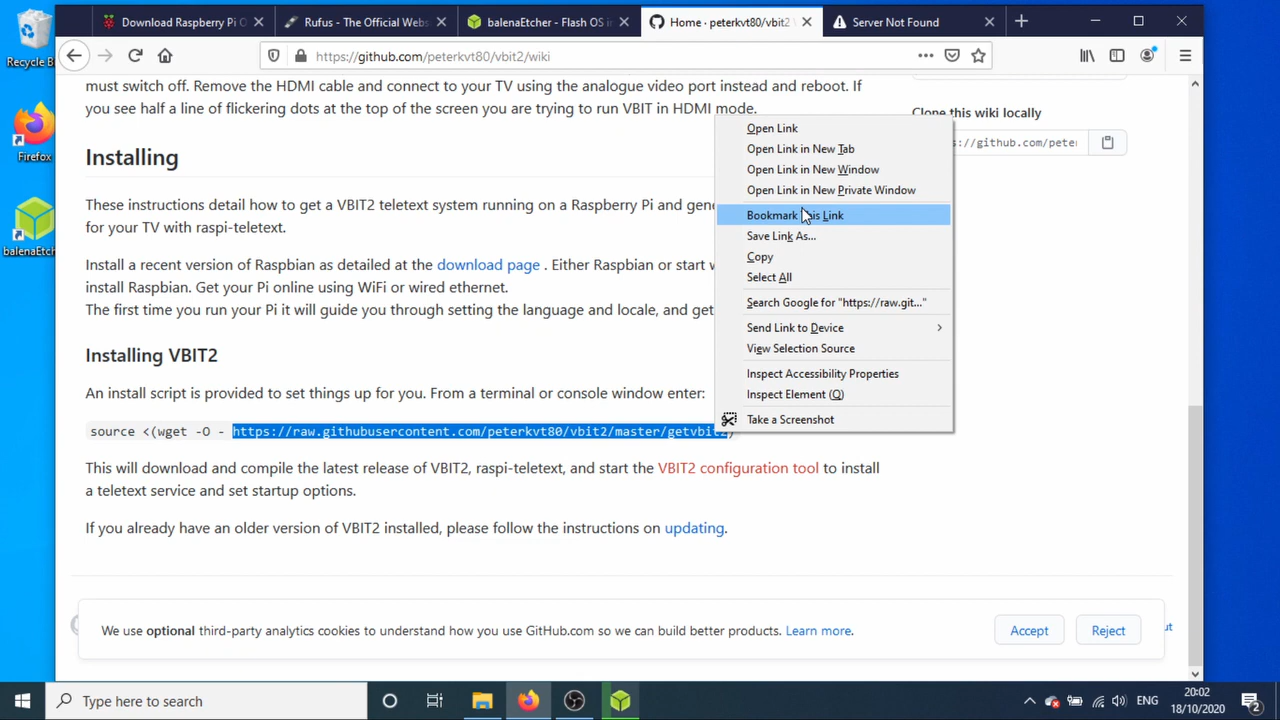 Recycle B
Firefox
balenaEtch
Download Raspberry Pi O
Rufus - The Official Webs
balenaEtcher - Flash OS i
Home · peterkvt80/vbit2 V
Server Not Found
https://github.com/peterkvt80/vbit2/wiki
must switch off. Remove the HDMI cable and connect to your TV using the analogue video port instead and reboot. If
you see half a line of flickering dots at the top of the screen you are trying to run VBIT in HDMI mode.
Clone this wiki locally
s://github.com/peter
Installing
These instructions detail how to get a VBIT2 teletext system running on a Raspberry Pi and gene
for your TV with raspi-teletext.
Install a recent version of Raspbian as detailed at the download page . Either Raspbian or start w
install Raspbian. Get your Pi online using WiFi or wired ethernet.
The first time you run your Pi it will guide you through setting the language and locale, and get
Installing VBIT2
An install script is provided to set things up for you. From a terminal or console window enter:
source <(wget -O - https://raw.githubusercontent.com/peterkvt80/vbit2/master/getvbit2)
This will download and compile the latest release of VBIT2, raspi-teletext, and start the VBIT2 configuration tool to install
a teletext service and set startup options.
If you already have an older version of VBIT2 installed, please follow the instructions on updating.
Open Link
Open Link in New Tab
Open Link in New Window
Open Link in New Private Window
Bookmark This Link
Save Link As...
Copy
Select All
Search Google for "https://raw.git..."
Send Link to Device
View Selection Source
Inspect Accessibility Properties
Inspect Element (Q)
Take a Screenshot
We use optional third-party analytics cookies to understand how you use GitHub.com so we can build better products. Learn more.
Accept
Reject
ut
Type here to search
ENG
20:02
18/10/2020
2